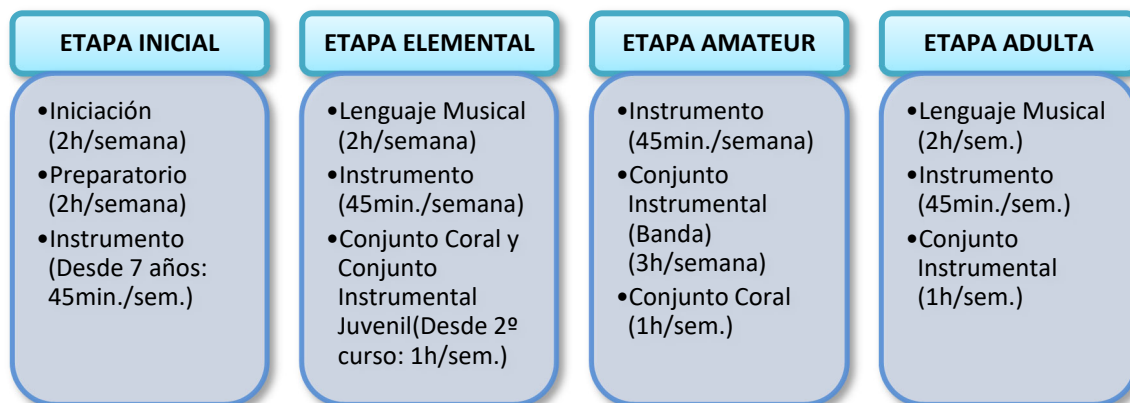 ETAPA INICIAL
•Iniciación
(2h/semana)
•Preparatorio
(2h/semana)
•Instrumento
(Desde 7 años:
45min./sem.)
ETAPA ELEMENTAL
•Lenguaje Musical
(2h/semana)
•Instrumento
(45min./semana)
•Conjunto Coral y
Conjunto
Instrumental
Juvenil(Desde 2º
curso: 1h/sem.)
ETAPA AMATEUR
•Instrumento
(45min./semana)
•Conjunto
Instrumental
(Banda)
(3h/semana)
•Conjunto Coral
(1h/sem.)
ETAPA ADULTA
•Lenguaje Musical
(2h/sem.)
•Instrumento
(45min./sem.)
•Conjunto
Instrumental
(1h/sem.)